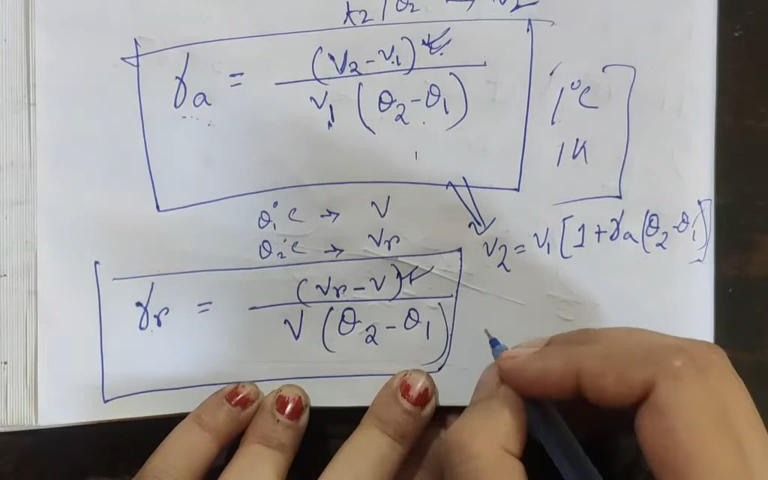 γa = (V2-V1) / V1 (θ2-θ1)
1°C
1K
θ1°C → V
θ2°C → Vr
V2 = V1 [1+γa(θ2-θ1)]
γr = (Vr-V) / V (θ2-θ1)